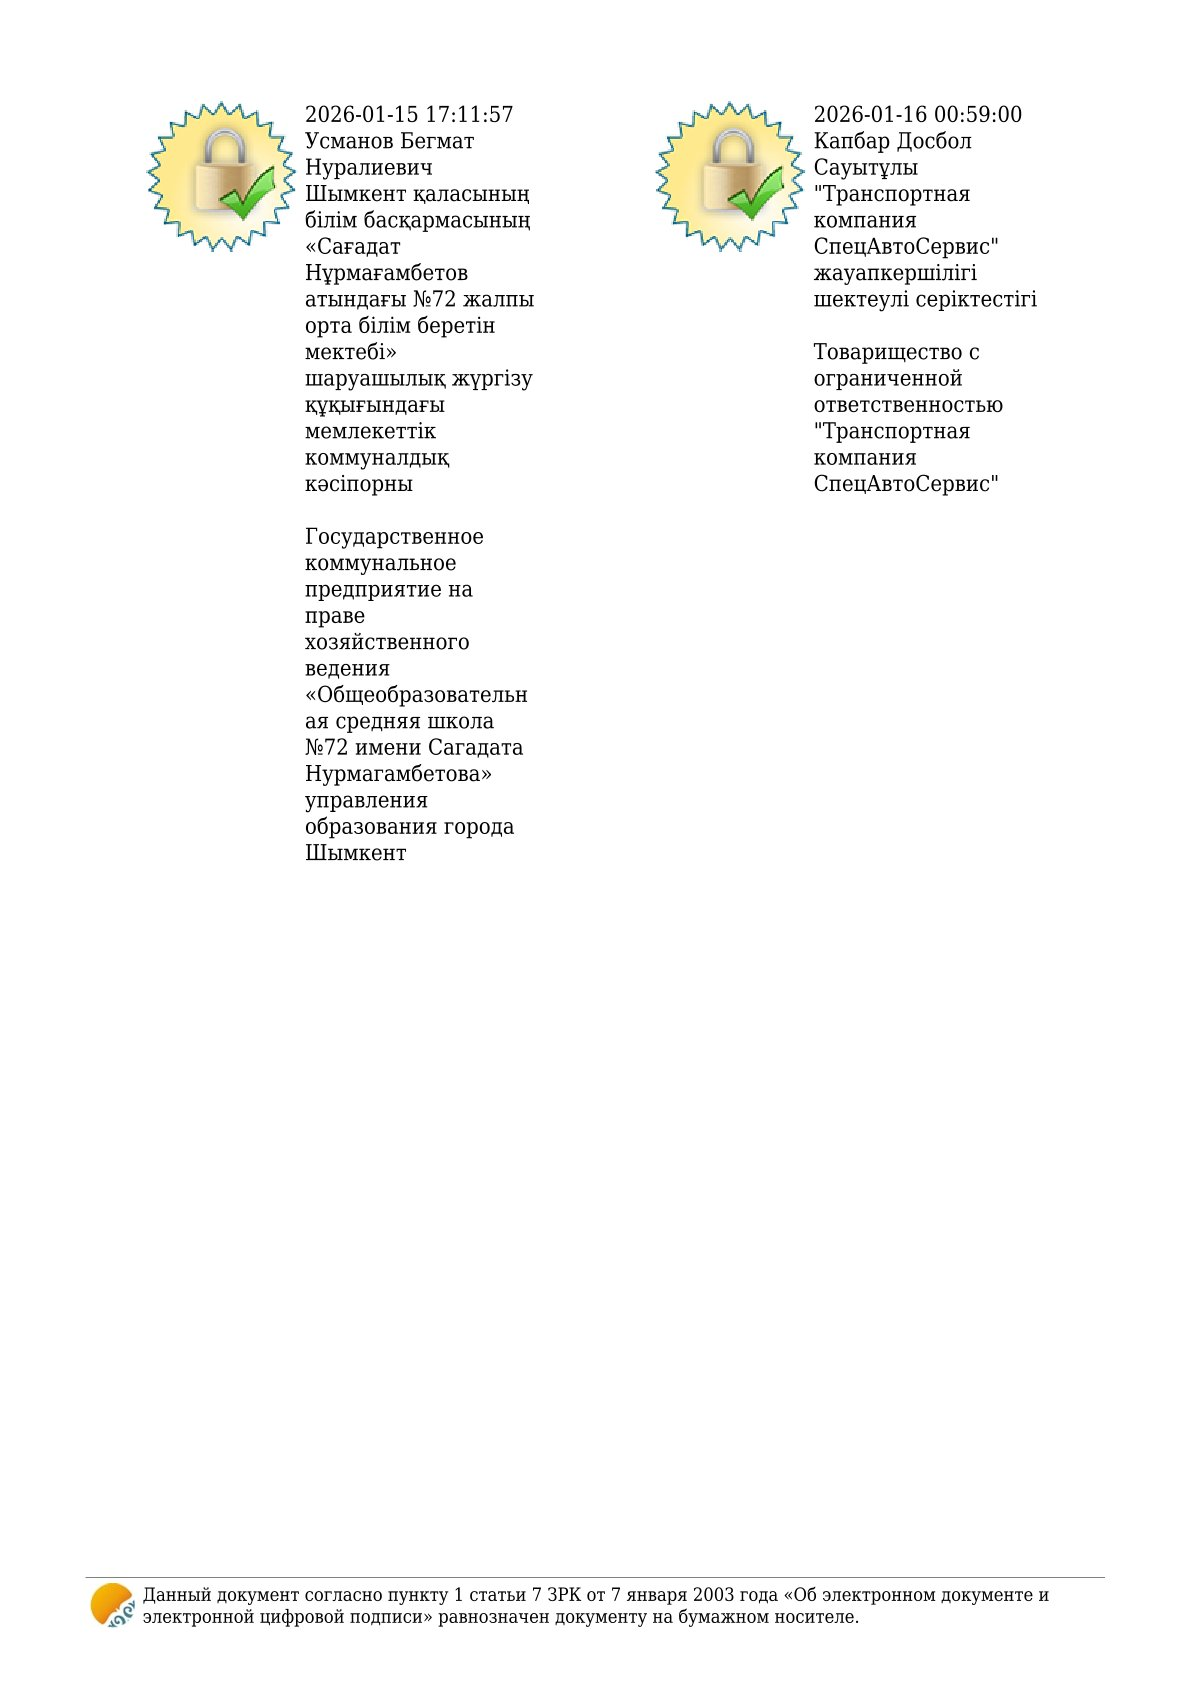 2026-01-15 17:11:57
Усманов Бегмат
Нуралиевич
Шымкент қаласының
білім басқармасының
«Сағадат
Нұрмағамбетов
атындағы №72 жалпы
орта білім беретін
мектебі»
шаруашылық жүргізу
құқығындағы
мемлекеттік
коммуналдық
кәсіпорны
Государственное
коммунальное
предприятие на
праве
хозяйственного
ведения
«Общеобразовательн
ая средняя школа
№72 имени Сагадата
Нурмагамбетова»
управления
образования города
Шымкент
2026-01-16 00:59:00
Капбар Досбол
Сауытұлы
"Транспортная
компания
СпецАвтоСервис"
жауапкершілігі
шектеулі серіктестігі
Товарищество с
ограниченной
ответственностью
"Транспортная
компания
СпецАвтоСервис"
Данный документ согласно пункту 1 статьи 7 ЗРК от 7 января 2003 года «Об электронном документе и
электронной цифровой подписи» равнозначен документу на бумажном носителе.